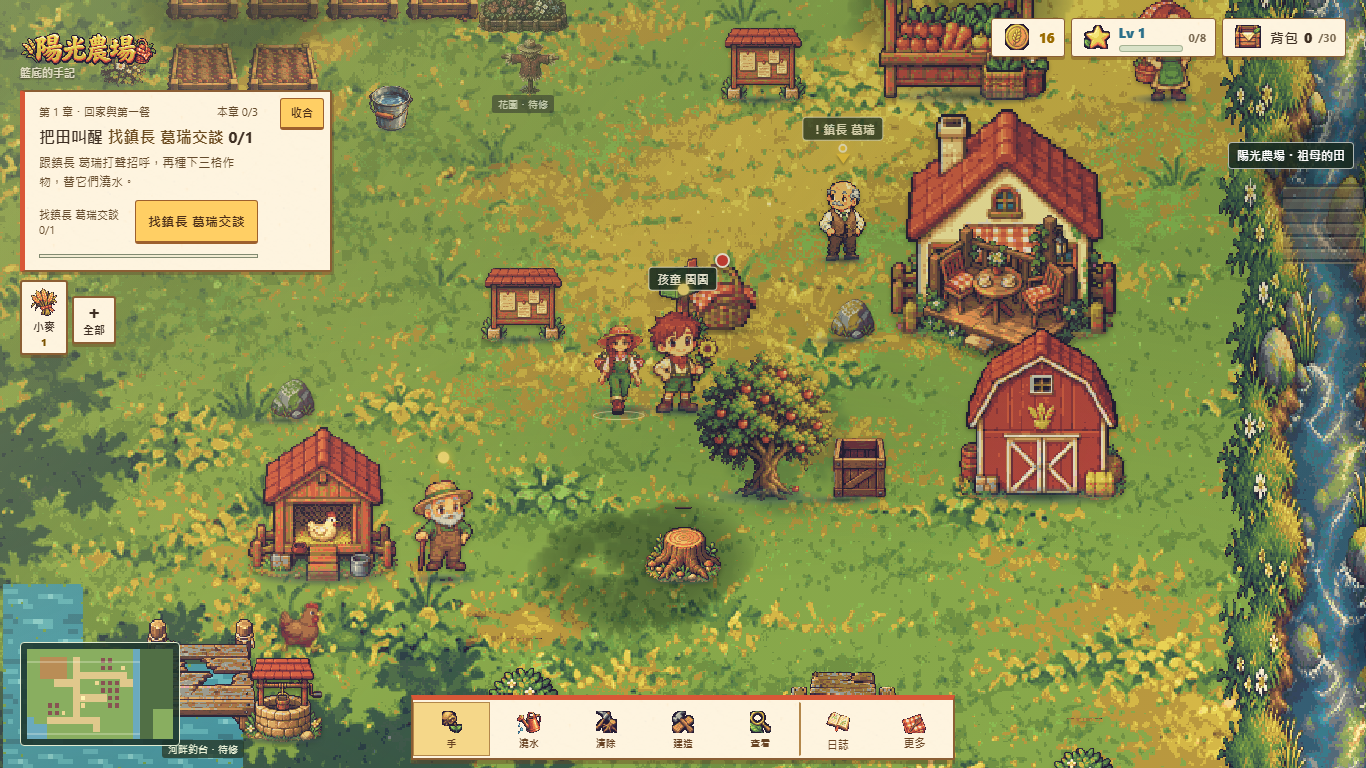 陽光農場
籃底的手記
第 1 章 · 回家與第一餐
本章 0/3
收合
把田叫醒 找鎮長 葛瑞交談 0/1
跟鎮長 葛瑞打聲招呼，再種下三格作
物，替它們澆水。
找鎮長 葛瑞交談
0/1
找鎮長 葛瑞交談
小麥
1
+
全部
花圃 · 待修
16
Lv 1
0/8
背包 0 /30
！鎮長 葛瑞
陽光農場 · 祖母的田
孩童 圓圓
河畔釣台 · 待修
手
澆水
清除
建造
查看
日誌
更多